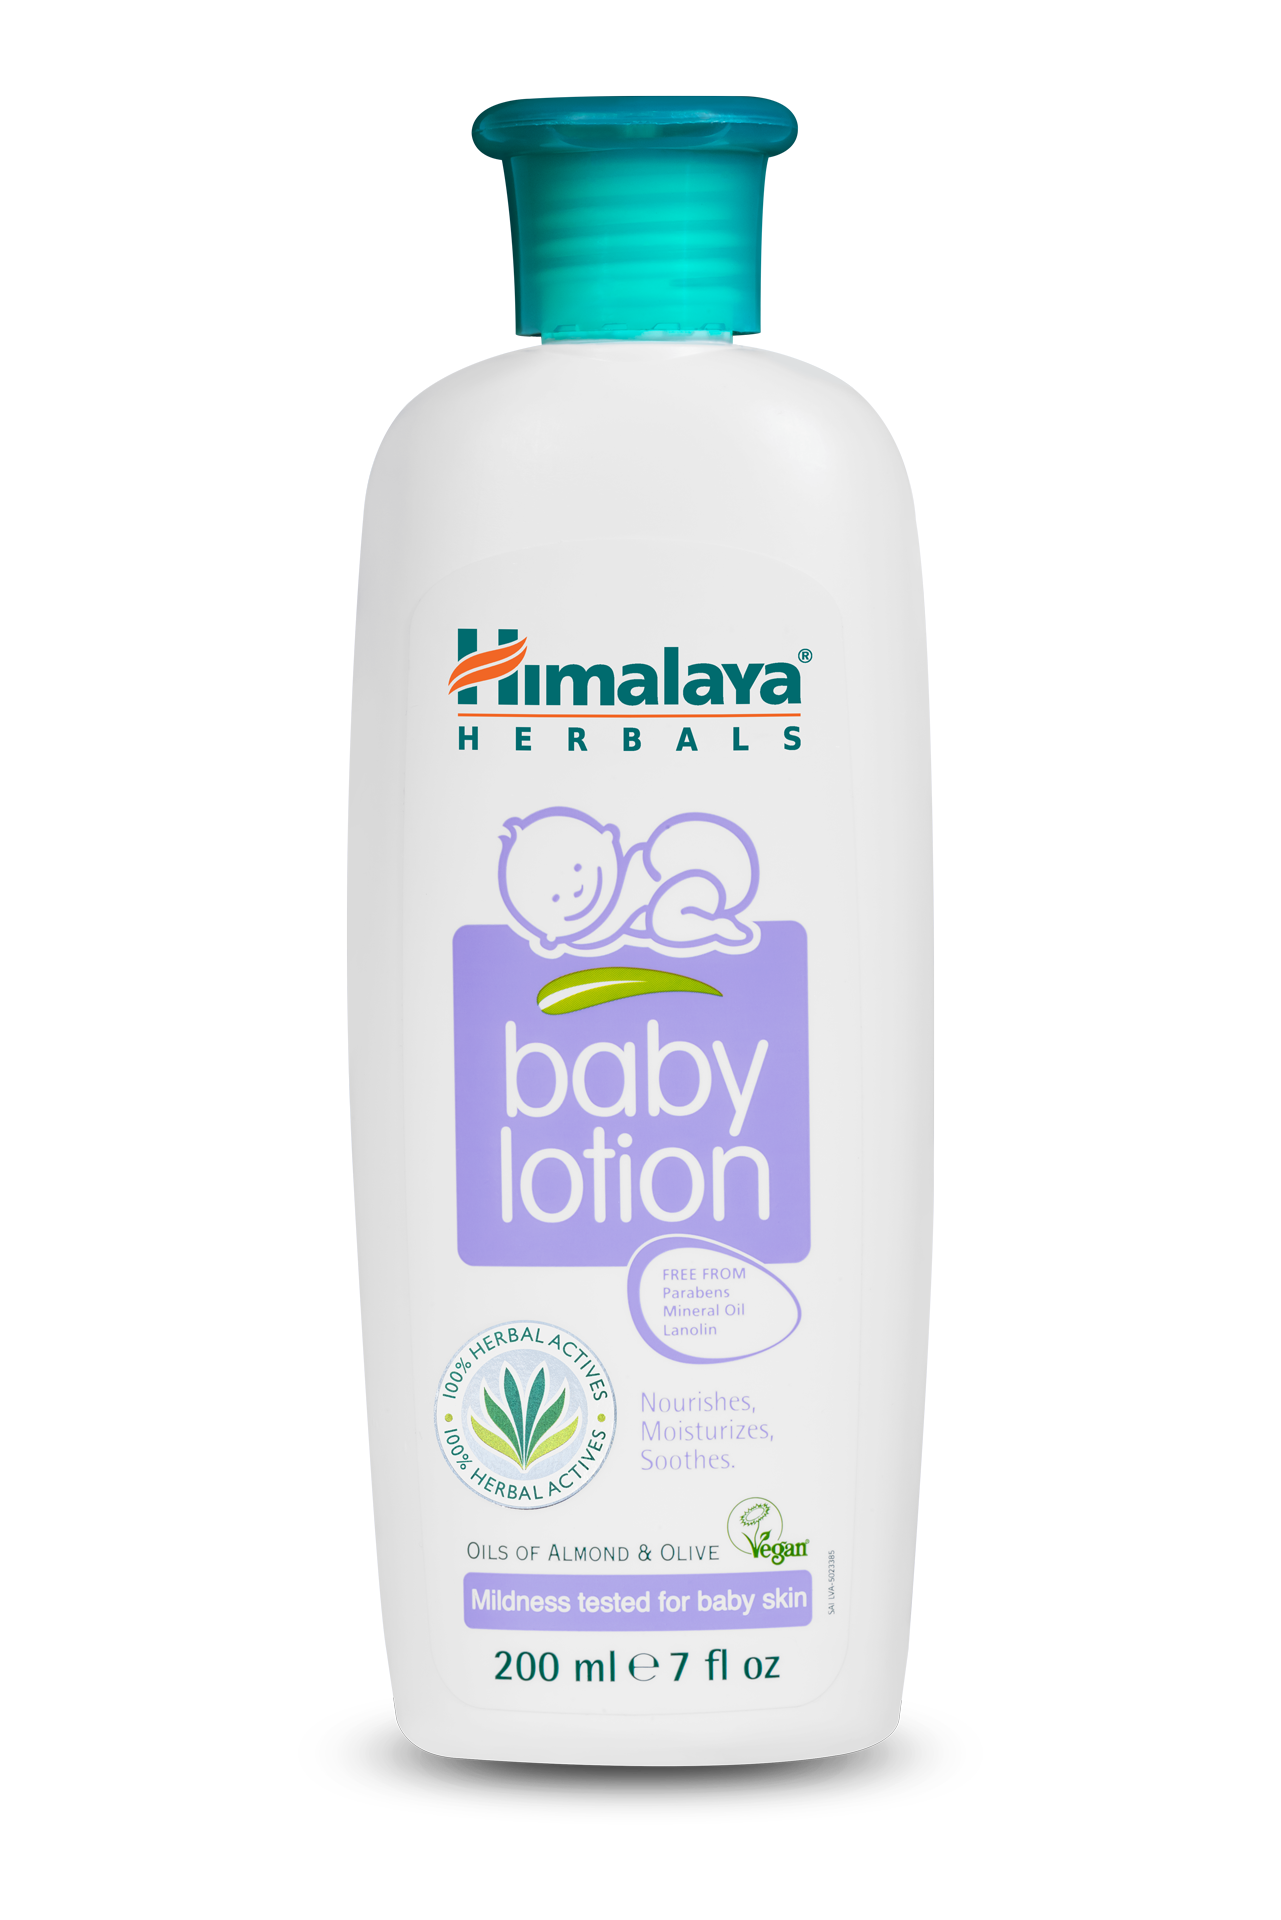 Himalaya®
HERBALS
baby
lotion
FREE FROM
Parabens
Mineral Oil
Lanolin
100% HERBAL ACTIVES
100% HERBAL ACTIVES
Nourishes,
Moisturizes,
Soothes.
OILS OF ALMOND & OLIVE
Vegan
Mildness tested for baby skin
200 ml ℮ 7 fl oz